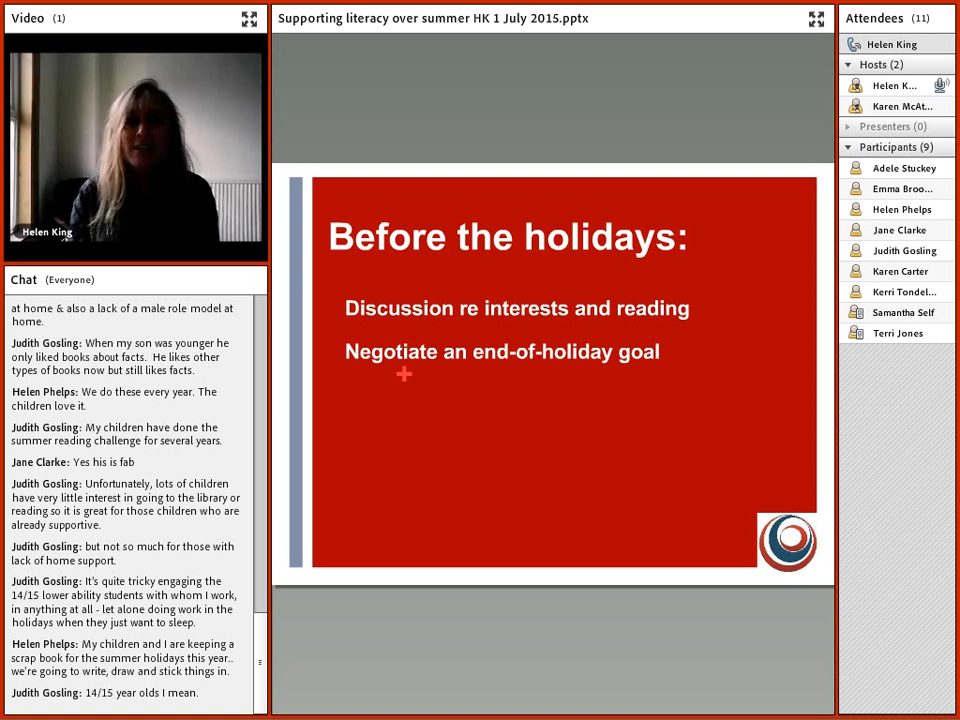 Video (1)
Helen King
Chat (Everyone)
at home & also a lack of a male role model at
home.
Judith Gosling: When my son was younger he
only liked books about facts. He likes other
types of books now but still likes facts.
Helen Phelps: We do these every year. The
children love it.
Judith Gosling: My children have done the
summer reading challenge for several years.
Jane Clarke: Yes his is fab
Judith Gosling: Unfortunately, lots of children
have very little interest in going to the library or
reading so it is great for those children who are
already supportive.
Judith Gosling: but not so much for those with
lack of home support.
Judith Gosling: It's quite tricky engaging the
14/15 lower ability students with whom I work,
in anything at all - let alone doing work in the
holidays when they just want to sleep.
Helen Phelps: My children and I are keeping a
scrap book for the summer holidays this year..
we're going to write, draw and stick things in.
Judith Gosling: 14/15 year olds I mean.
Supporting literacy over summer HK 1 July 2015.pptx
Before the holidays:
Discussion re interests and reading
Negotiate an end-of-holiday goal
Attendees (11)
Helen King
Hosts (2)
Helen K...
Karen McAt...
Presenters (0)
Participants (9)
Adele Stuckey
Emma Broo...
Helen Phelps
Jane Clarke
Judith Gosling
Karen Carter
Kerri Tondel...
Samantha Self
Terri Jones